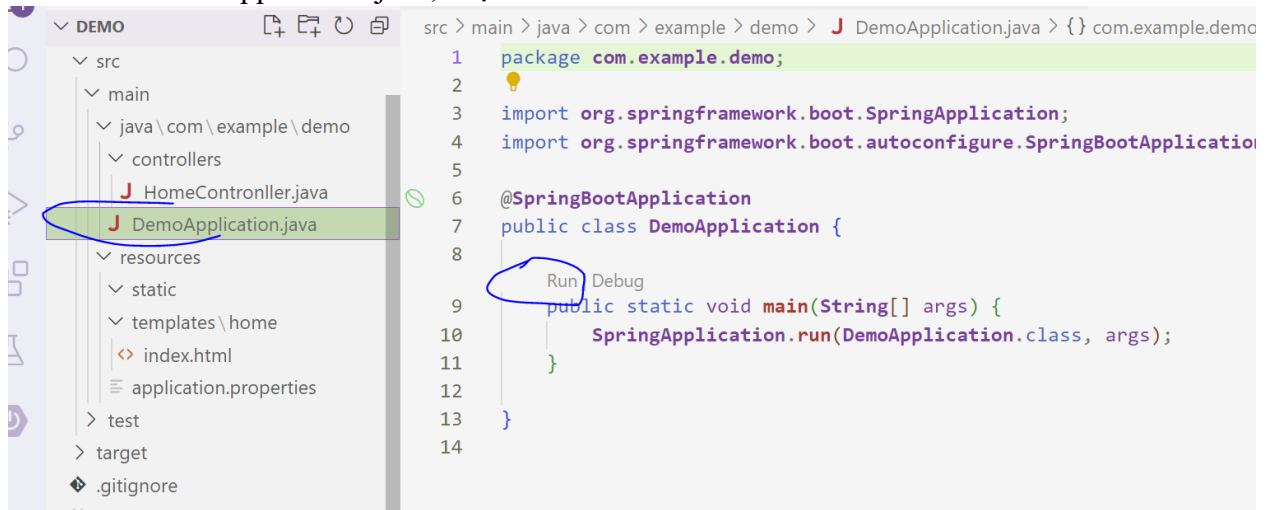 DEMO
src
main
java\com\example\demo
controllers
J HomeContronller.java
J DemoApplication.java
resources
static
templates\home
<> index.html
application.properties
test
target
.gitignore
src > main > java > com > example > demo > J DemoApplication.java > {} com.example.demo
1 package com.example.demo;
2
3 import org.springframework.boot.SpringApplication;
4 import org.springframework.boot.autoconfigure.SpringBootApplication
5
6 @SpringBootApplication
7 public class DemoApplication {
8
Run | Debug
9 public static void main(String[] args) {
10 SpringApplication.run(DemoApplication.class, args);
11 }
12
13 }
14